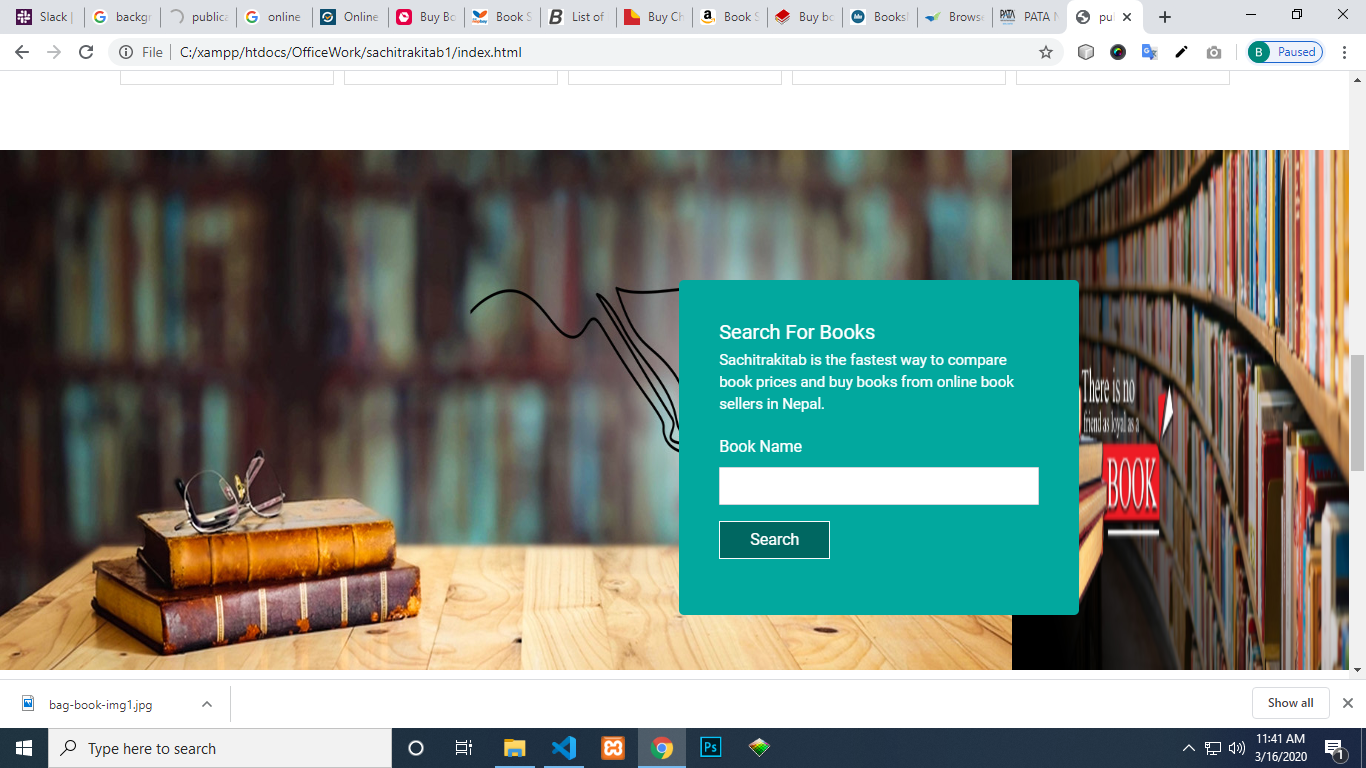 Slack |
backgr
publica
online
Online
Buy Bo
Book S
List of
Buy Ch
Book S
Buy bo
Books
Browse
PATA N
pul
File
C:/xampp/htdocs/OfficeWork/sachitrakitab1/index.html
B
Paused
Search For Books
Sachitrakitab is the fastest way to compare
book prices and buy books from online book
sellers in Nepal.
Book Name
Search
There is no
friend as loyal as a
BOOK
bag-book-img1.jpg
Show all
Type here to search
Ps
11:41 AM
3/16/2020
1